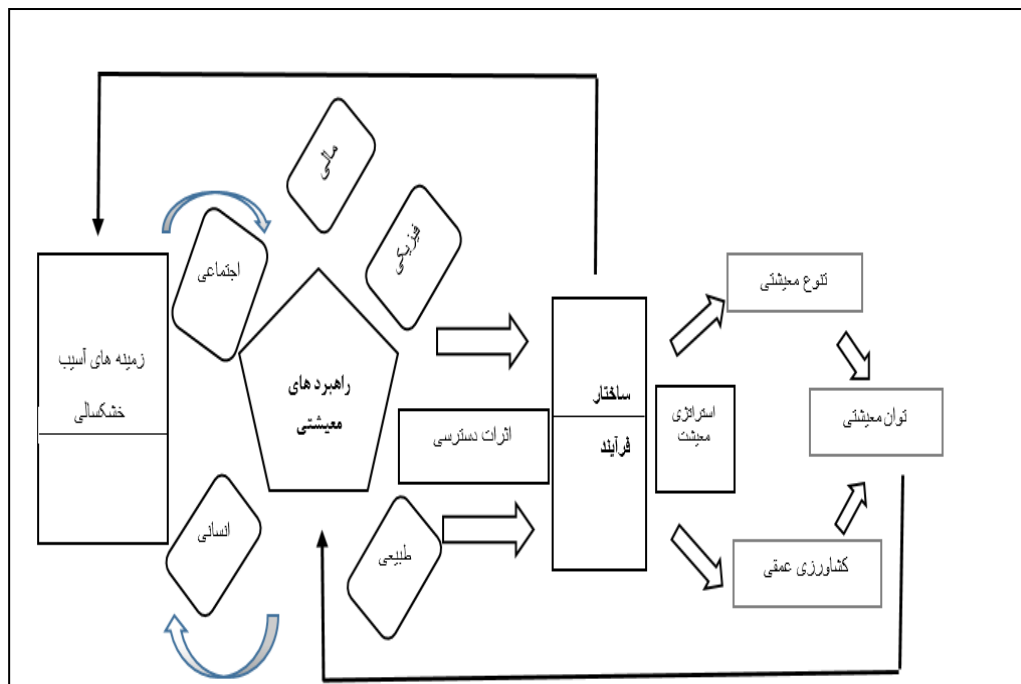 مالی
فیزیکی
اجتماعی
زمینه های آسیب
خشکسالی
راهبرد های
معیشتی
اثرات دسترسی
انسانی
طبیعی
ساختار
فرآیند
استراتژی
معیشت
تنوع معیشتی
توان معیشتی
کشاورزی عمقی